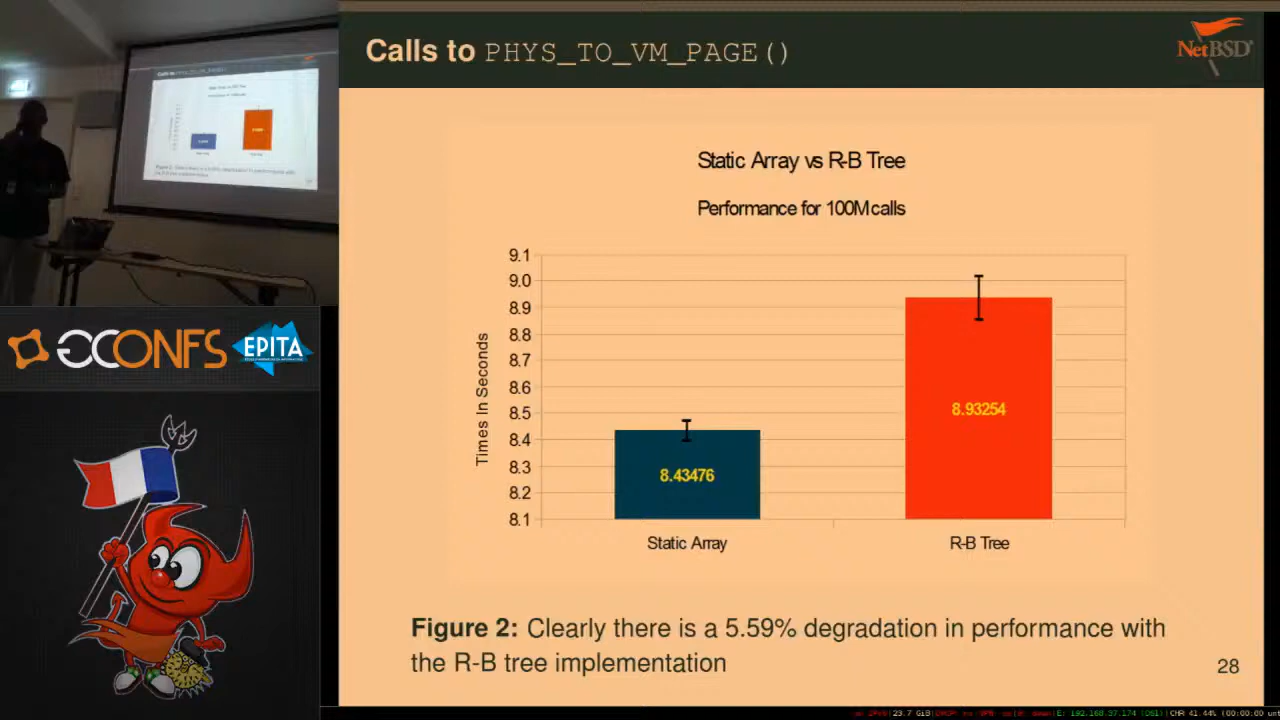 Calls to PHYS_TO_VM_PAGE()
NetBSD
Static Array vs R-B Tree
Performance for 100M calls
Times In Seconds
9.1
9.0
8.9
8.8
8.7
8.6
8.5
8.4
8.3
8.2
8.1
8.43476
8.93254
Static Array
R-B Tree
Figure 2: Clearly there is a 5.59% degradation in performance with
the R-B tree implementation
28
CONFS
EPITA